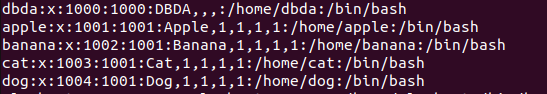 dbda:x:1000:1000:DBDA,,,:/home/dbda:/bin/bash
apple:x:1001:1001:Apple,1,1,1,1:/home/apple:/bin/bash
banana:x:1002:1001:Banana,1,1,1,1:/home/banana:/bin/bash
cat:x:1003:1001:Cat,1,1,1,1:/home/cat:/bin/bash
dog:x:1004:1001:Dog,1,1,1,1:/home/dog:/bin/bash